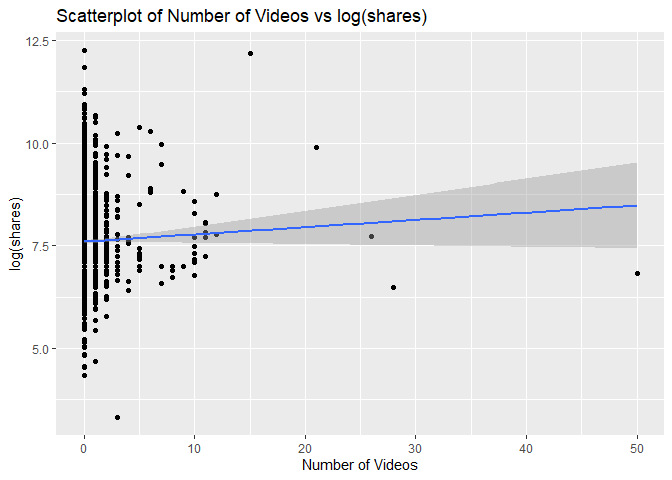 Scatterplot of Number of Videos vs log(shares)
12.5
10.0
7.5
5.0
log(shares)
0 10 20 30 40 50
Number of Videos